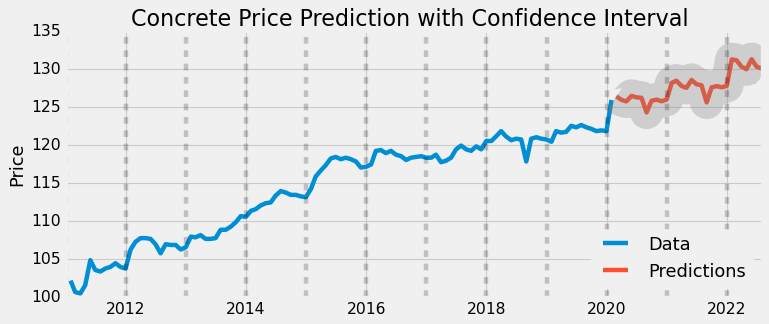 Concrete Price Prediction with Confidence Interval
135
130
125
120
115
110
105
100
Price
2012 2014 2016 2018 2020 2022
Data
Predictions